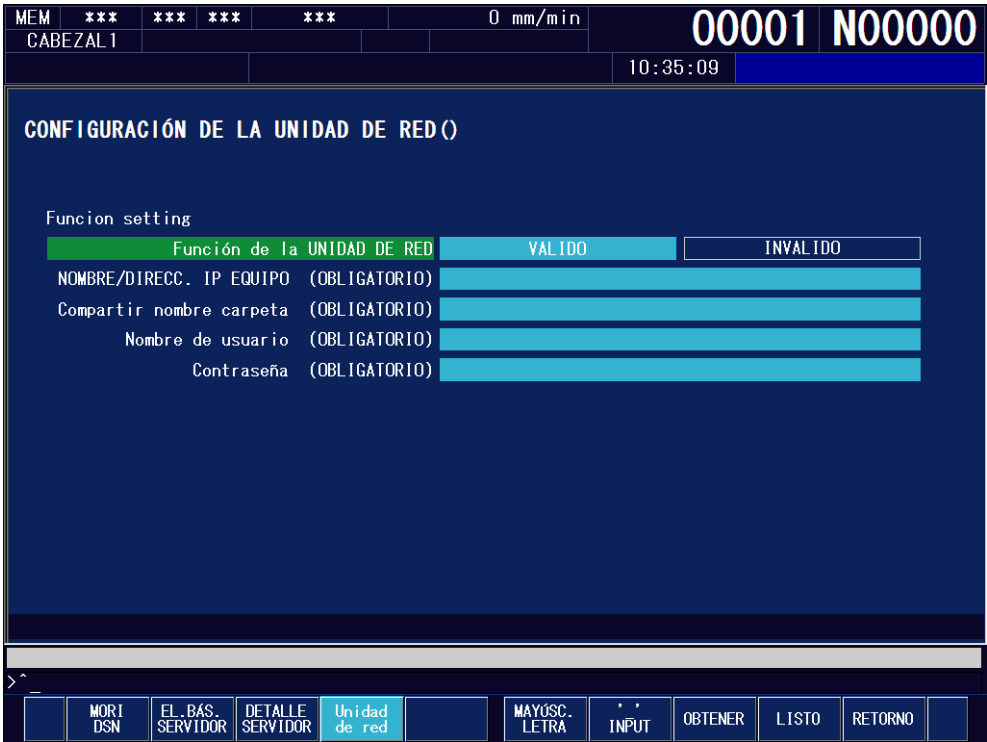 MEM *** *** *** *** 0 mm/min 00001 N00000
CABEZAL1
10:35:09
CONFIGURACIÓN DE LA UNIDAD DE RED()
Funcion setting
Función de la UNIDAD DE RED VALIDO INVALIDO
NOMBRE/DIRECC. IP EQUIPO (OBLIGATORIO)
Compartir nombre carpeta (OBLIGATORIO)
Nombre de usuario (OBLIGATORIO)
Contraseña (OBLIGATORIO)
>^_
MORI DSN EL.BÁS. SERVIDOR DETALLE SERVIDOR Unidad de red MAYÚSC. LETRA '_' INPUT OBTENER LISTO RETORNO